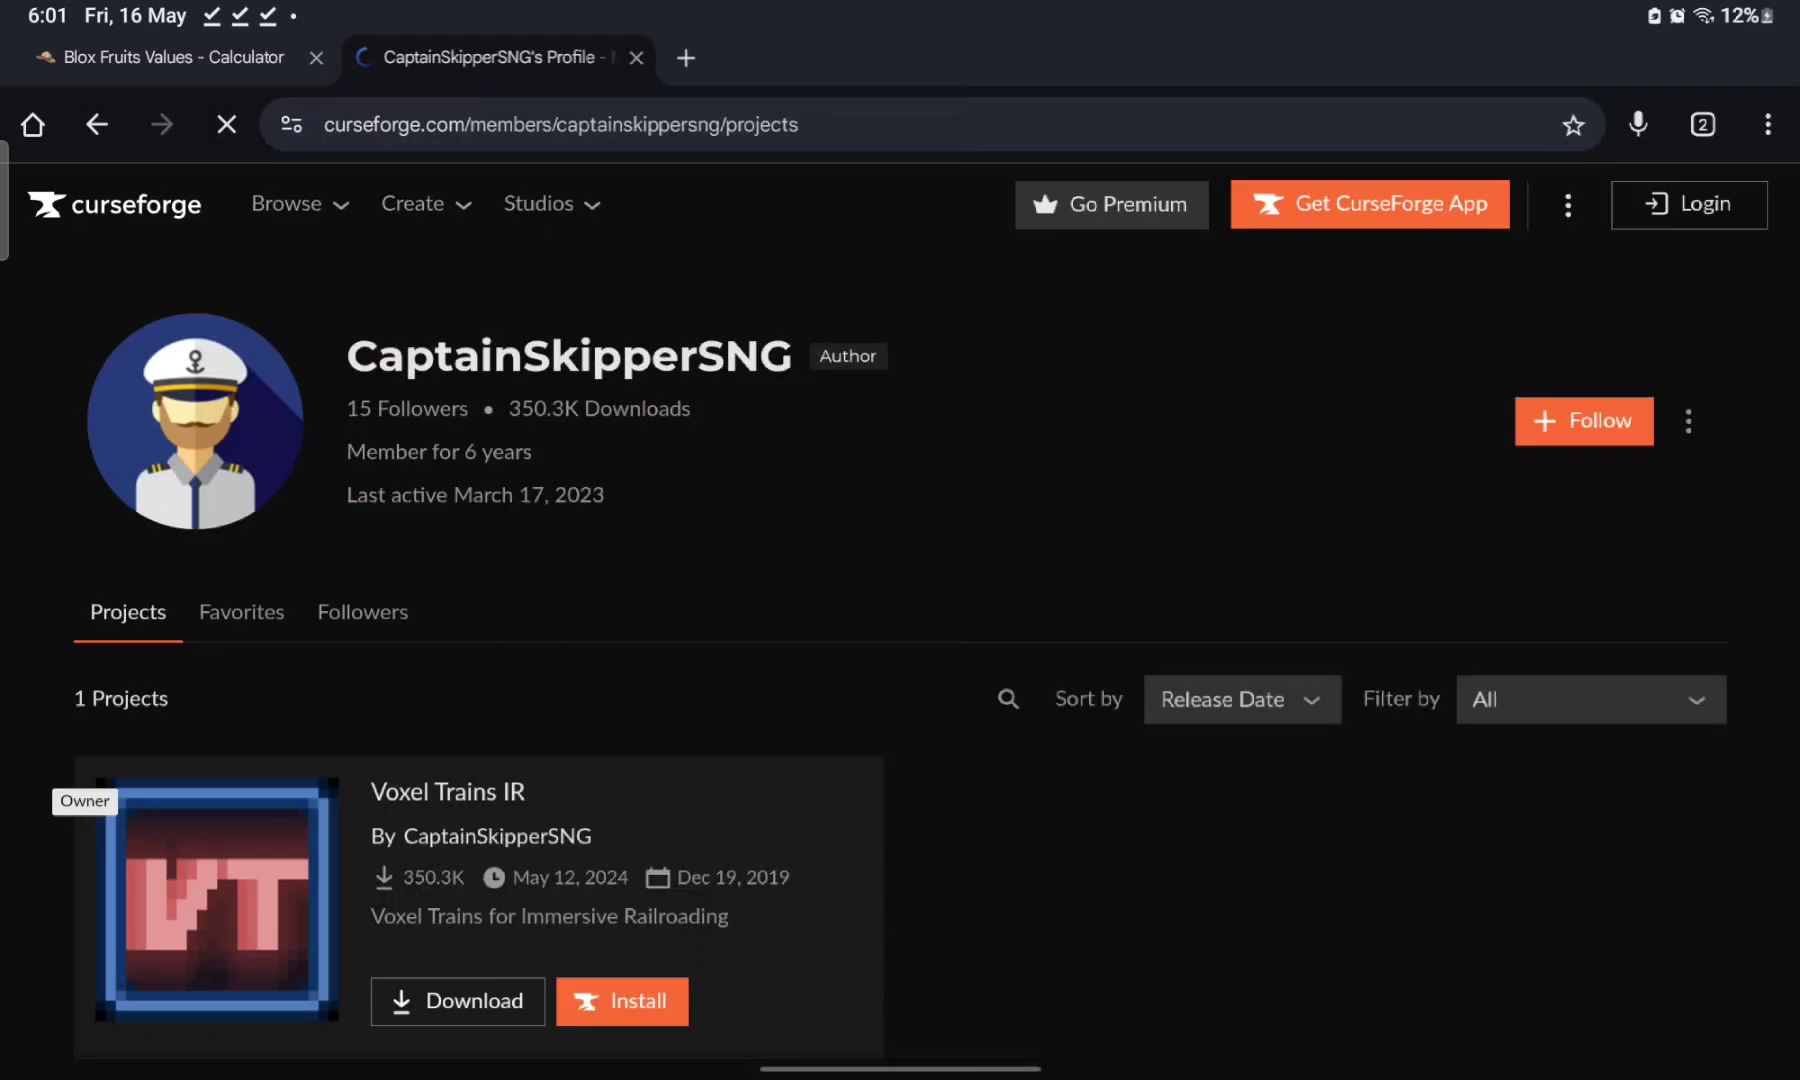 6:01 Fri, 16 May 12%
Blox Fruits Values - Calculator CaptainSkipperSNG's Profile -
curseforge.com/members/captainskippersng/projects 2
curseforge Browse Create Studios Go Premium Get CurseForge App Login
CaptainSkipperSNG Author
15 Followers • 350.3K Downloads
Member for 6 years
Last active March 17, 2023
Follow
Projects Favorites Followers
1 Projects Sort by Release Date Filter by All
Owner
VT
Voxel Trains IR
By CaptainSkipperSNG
350.3K May 12, 2024 Dec 19, 2019
Voxel Trains for Immersive Railroading
Download Install